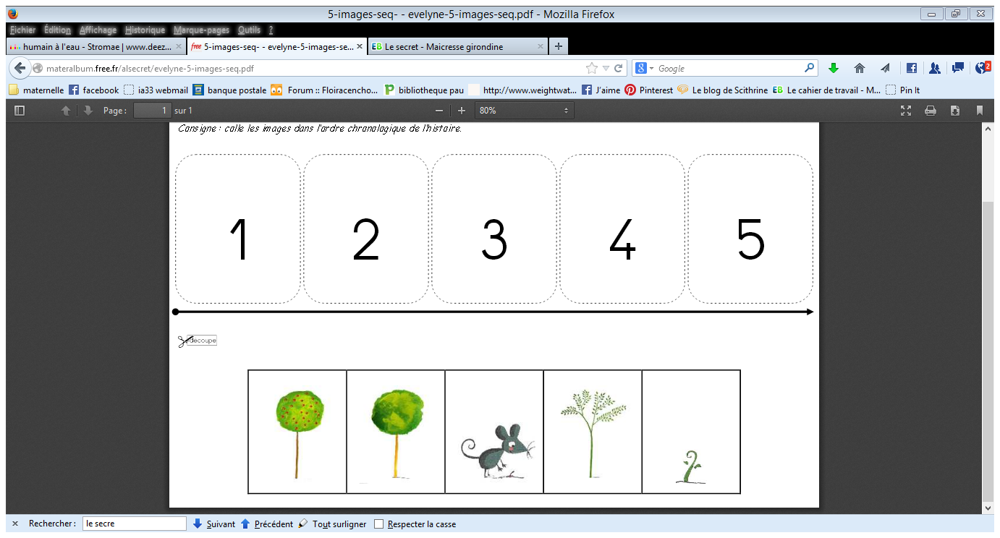 5-images-seq- - evelyne-5-images-seq.pdf - Mozilla Firefox
Fichier Édition Affichage Historique Marque-pages Outils ?
humain à l'eau - Stromae | www.deez... free 5-images-seq- - evelyne-5-images-se... EB Le secret - Maicresse girondine
materalbum.free.fr/alsecret/evelyne-5-images-seq.pdf Google 2
maternelle facebook ia33 webmail banque postale Forum :: Floiracencho... bibliotheque pau http://www.weightwat... J'aime Pinterest Le blog de Scithrine EB Le cahier de travail - M... Pin It
Page : 1 sur 1 80%
Consigne : colle les images dans l'ordre chronologique de l'histoire.
1 2 3 4 5
decoupe
Rechercher : le secre Suivant Précédent Tout surligner Respecter la casse